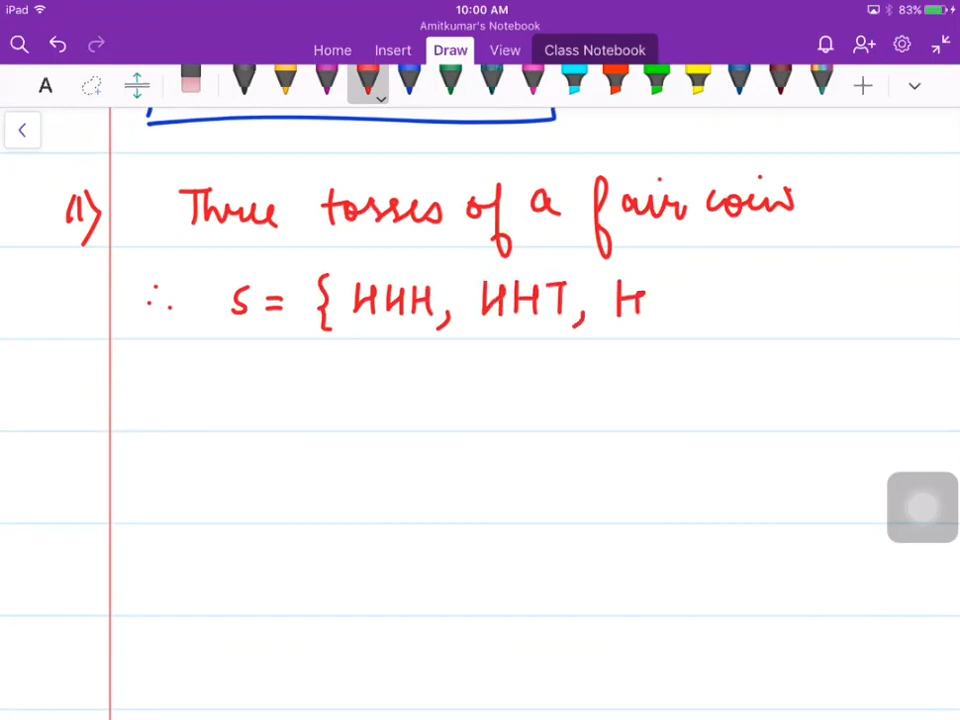 iPad 10:00 AM 83%
Amitkumar's Notebook
Home Insert Draw View Class Notebook
A
(1) Three tosses of a fair coin
∴ S = { HHH, HHT, H